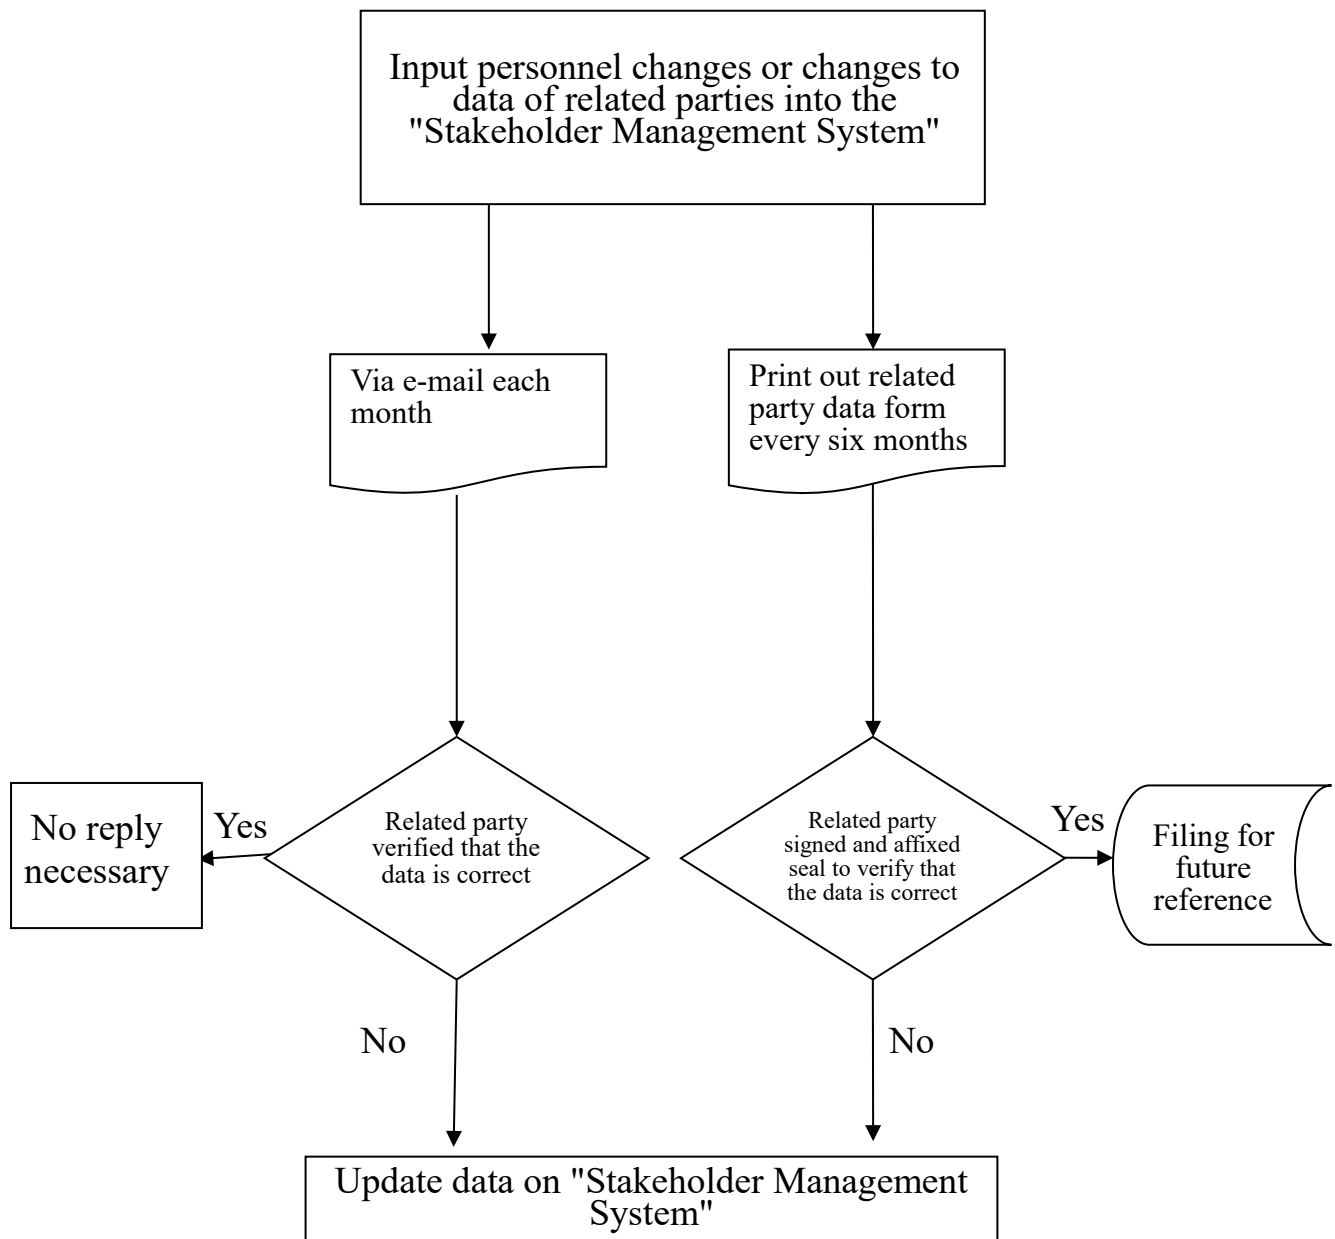 Input personnel changes or changes to
data of related parties into the
"Stakeholder Management System"
Via e-mail each
month
Print out related
party data form
every six months
No reply
necessary
Yes
Related party
verified that the
data is correct
Related party
signed and affixed
seal to verify that
the data is correct
Yes
Filing for
future
reference
No
No
Update data on "Stakeholder Management
System"